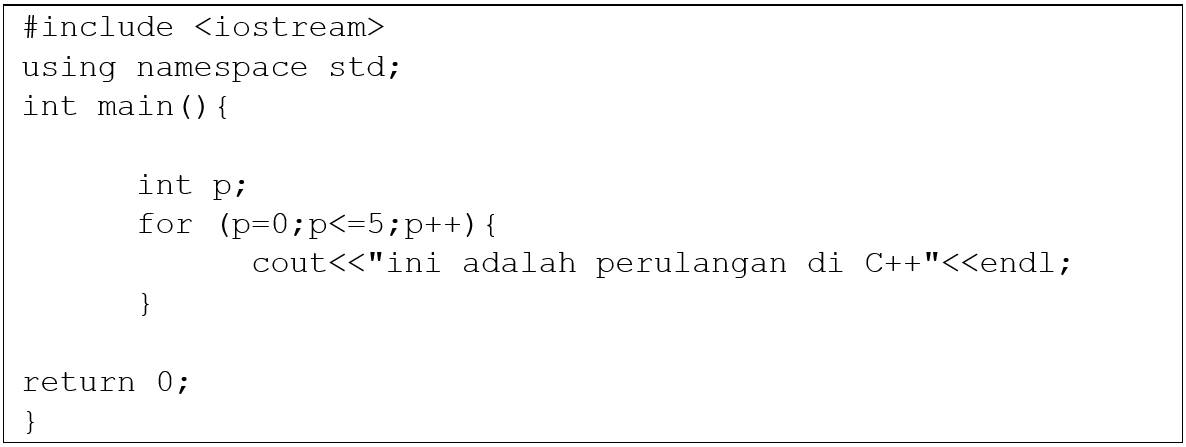 #include <iostream>
using namespace std;
int main(){
int p;
for (p=0;p<=5;p++){
cout<<"ini adalah perulangan di C++"<<endl;
}
return 0;
}